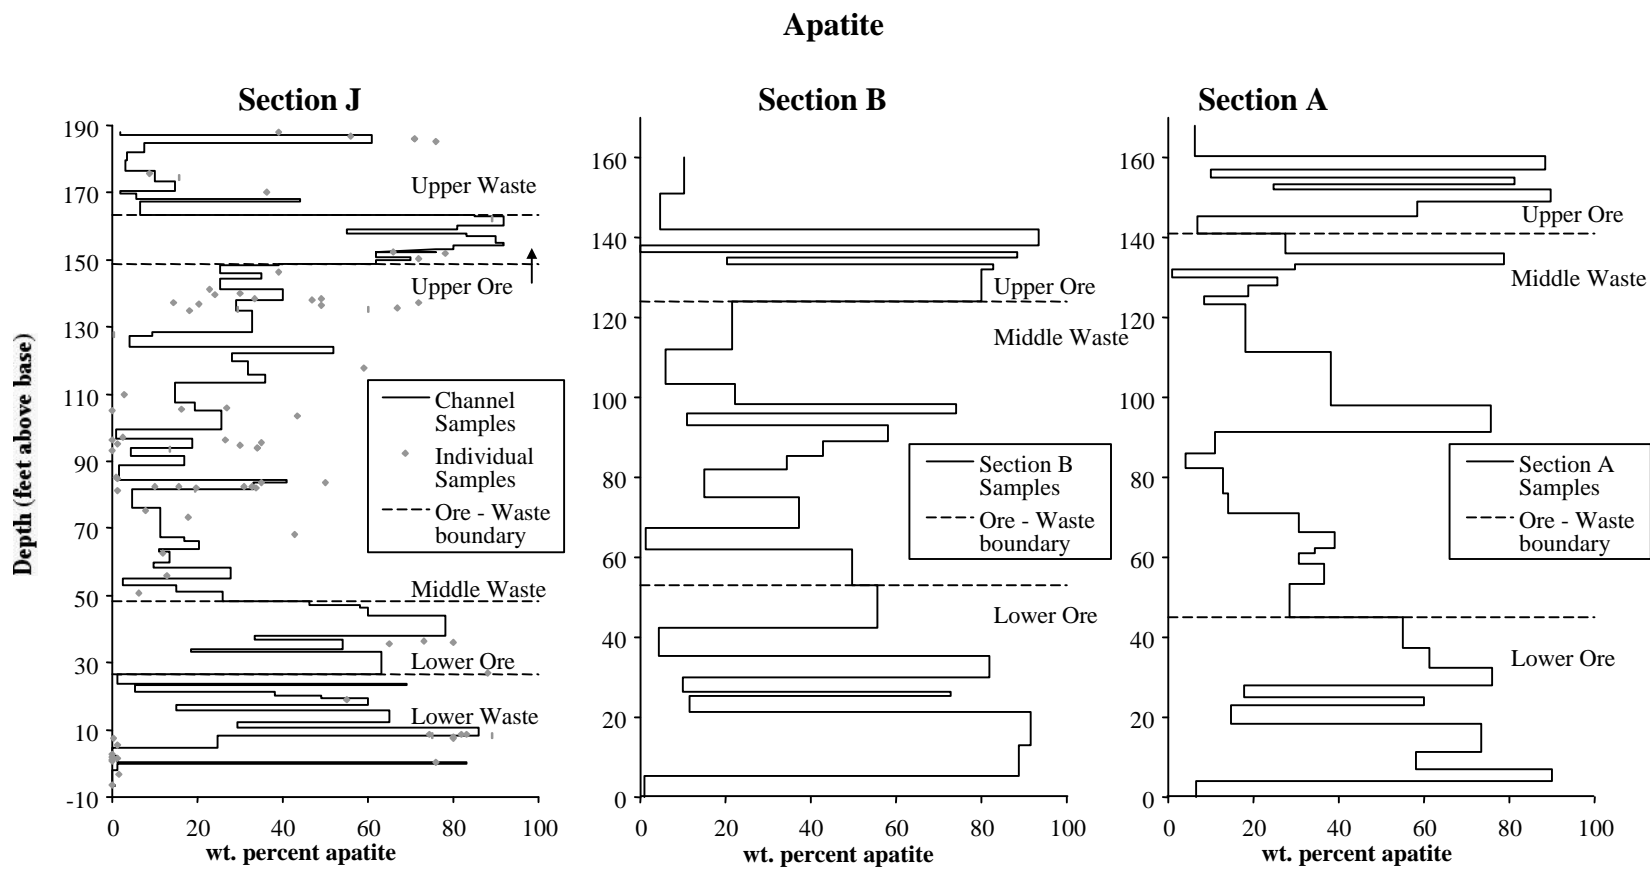 Apatite
Section J
190
170
150
130
110
90
70
50
30
10
-10
Depth (feet above base)
Upper Waste
Upper Ore
Middle Waste
Lower Ore
Lower Waste
Channel
Samples
Individual
Samples
Ore - Waste
boundary
0 20 40 60 80 100
wt. percent apatite
Section B
160
140
120
100
80
60
40
20
0
Upper Ore
Middle Waste
Lower Ore
Section B
Samples
Ore - Waste
boundary
0 20 40 60 80 100
wt. percent apatite
Section A
160
140
120
100
80
60
40
20
0
Upper Ore
Middle Waste
Lower Ore
Section A
Samples
Ore - Waste
boundary
0 20 40 60 80 100
wt. percent apatite